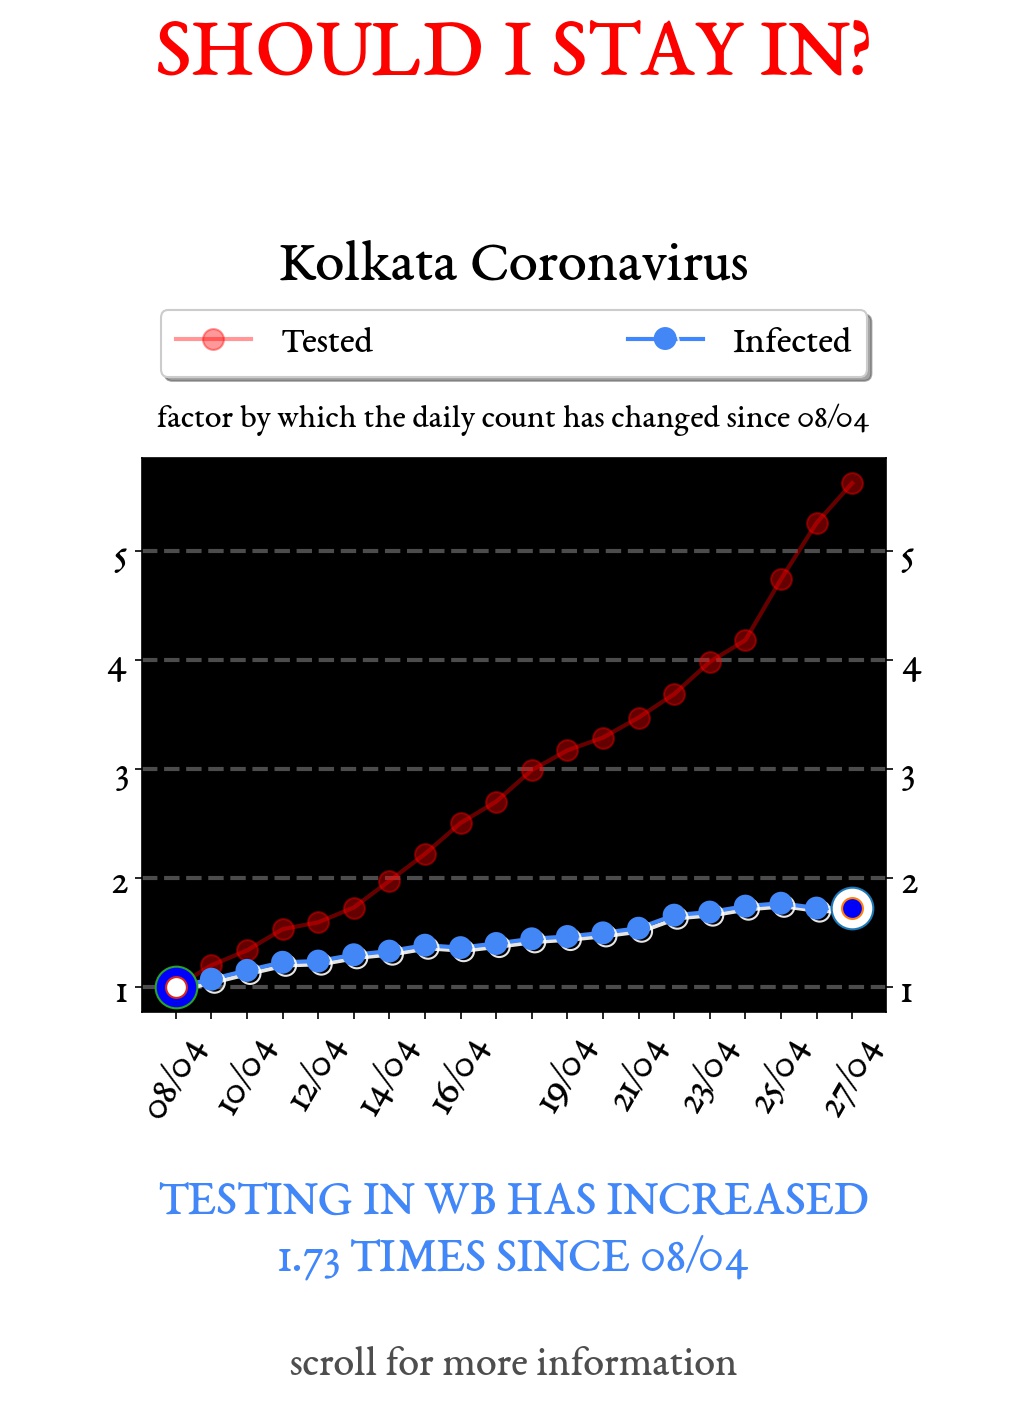 SHOULD I STAY IN?
Kolkata Coronavirus
Tested Infected
factor by which the daily count has changed since 08/04
5 5
4 4
3 3
2 2
1 1
08/04 10/04 12/04 14/04 16/04 19/04 21/04 23/04 25/04 27/04
TESTING IN WB HAS INCREASED
1.73 TIMES SINCE 08/04
scroll for more information